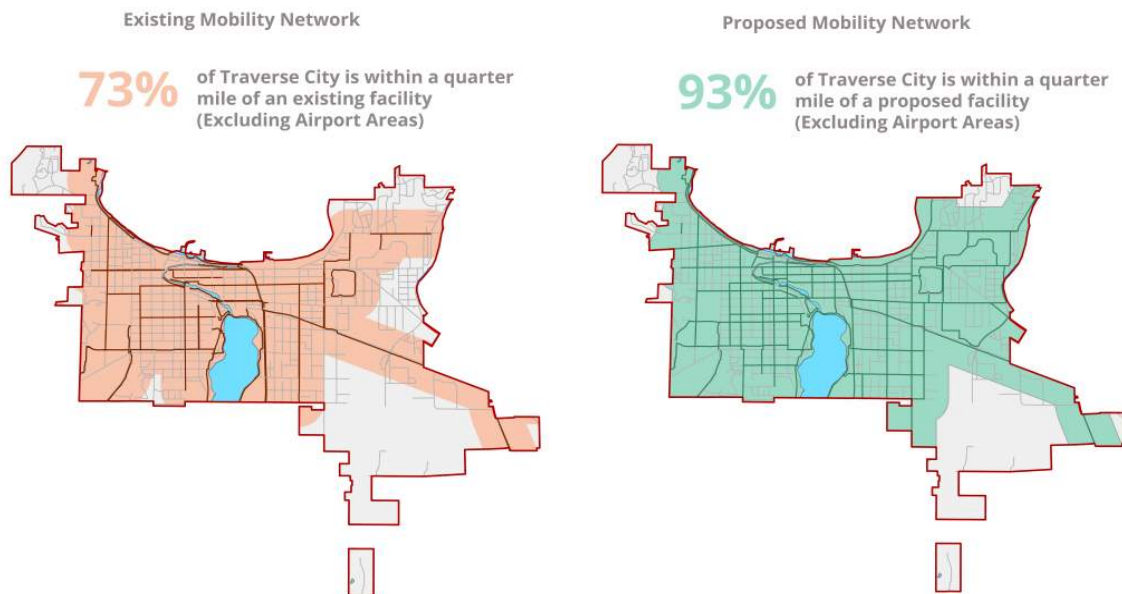 Existing Mobility Network
73%
of Traverse City is within a quarter
mile of an existing facility
(Excluding Airport Areas)
Proposed Mobility Network
93%
of Traverse City is within a quarter
mile of a proposed facility
(Excluding Airport Areas)